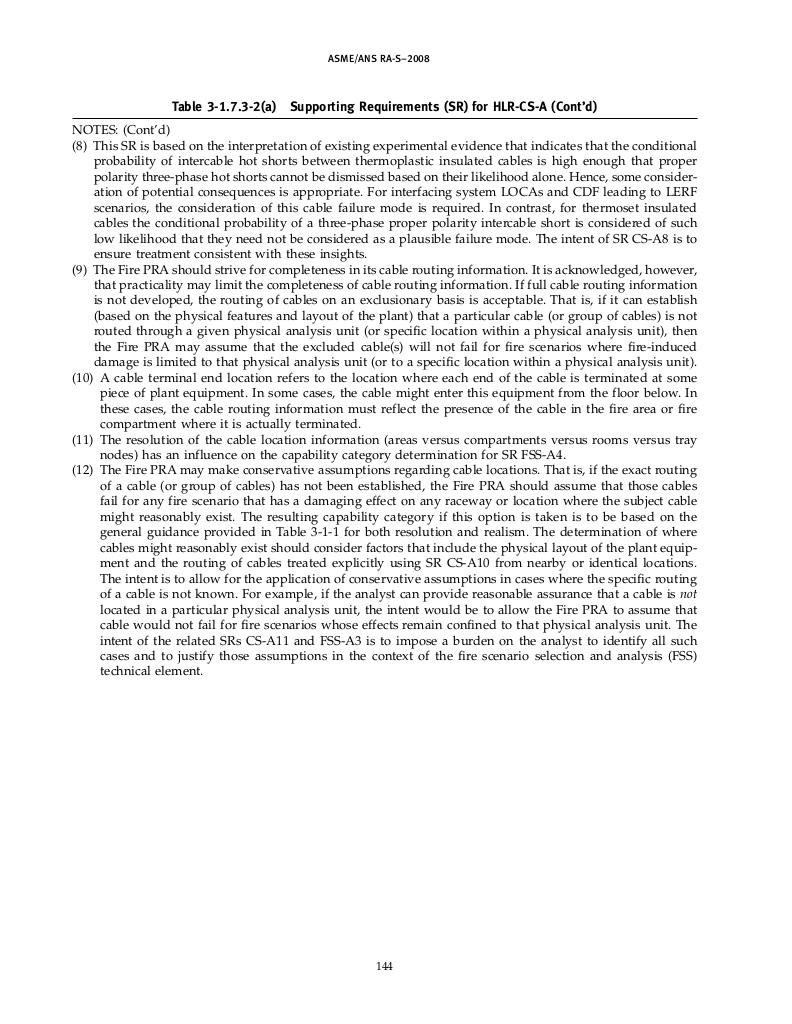 ASME/ANS RA-S–2008
Table 3-1.7.3-2(a) Supporting Requirements (SR) for HLR-CS-A (Cont'd)
NOTES: (Cont'd)
(8) This SR is based on the interpretation of existing experimental evidence that indicates that the conditional
probability of intercable hot shorts between thermoplastic insulated cables is high enough that proper
polarity three-phase hot shorts cannot be dismissed based on their likelihood alone. Hence, some consider-
ation of potential consequences is appropriate. For interfacing system LOCAs and CDF leading to LERF
scenarios, the consideration of this cable failure mode is required. In contrast, for thermoset insulated
cables the conditional probability of a three-phase proper polarity intercable short is considered of such
low likelihood that they need not be considered as a plausible failure mode. The intent of SR CS-A8 is to
ensure treatment consistent with these insights.
(9) The Fire PRA should strive for completeness in its cable routing information. It is acknowledged, however,
that practicality may limit the completeness of cable routing information. If full cable routing information
is not developed, the routing of cables on an exclusionary basis is acceptable. That is, if it can establish
(based on the physical features and layout of the plant) that a particular cable (or group of cables) is not
routed through a given physical analysis unit (or specific location within a physical analysis unit), then
the Fire PRA may assume that the excluded cable(s) will not fail for fire scenarios where fire-induced
damage is limited to that physical analysis unit (or to a specific location within a physical analysis unit).
(10) A cable terminal end location refers to the location where each end of the cable is terminated at some
piece of plant equipment. In some cases, the cable might enter this equipment from the floor below. In
these cases, the cable routing information must reflect the presence of the cable in the fire area or fire
compartment where it is actually terminated.
(11) The resolution of the cable location information (areas versus compartments versus rooms versus tray
nodes) has an influence on the capability category determination for SR FSS-A4.
(12) The Fire PRA may make conservative assumptions regarding cable locations. That is, if the exact routing
of a cable (or group of cables) has not been established, the Fire PRA should assume that those cables
fail for any fire scenario that has a damaging effect on any raceway or location where the subject cable
might reasonably exist. The resulting capability category if this option is taken is to be based on the
general guidance provided in Table 3-1-1 for both resolution and realism. The determination of where
cables might reasonably exist should consider factors that include the physical layout of the plant equip-
ment and the routing of cables treated explicitly using SR CS-A10 from nearby or identical locations.
The intent is to allow for the application of conservative assumptions in cases where the specific routing
of a cable is not known. For example, if the analyst can provide reasonable assurance that a cable is not
located in a particular physical analysis unit, the intent would be to allow the Fire PRA to assume that
cable would not fail for fire scenarios whose effects remain confined to that physical analysis unit. The
intent of the related SRs CS-A11 and FSS-A3 is to impose a burden on the analyst to identify all such
cases and to justify those assumptions in the context of the fire scenario selection and analysis (FSS)
technical element.
144